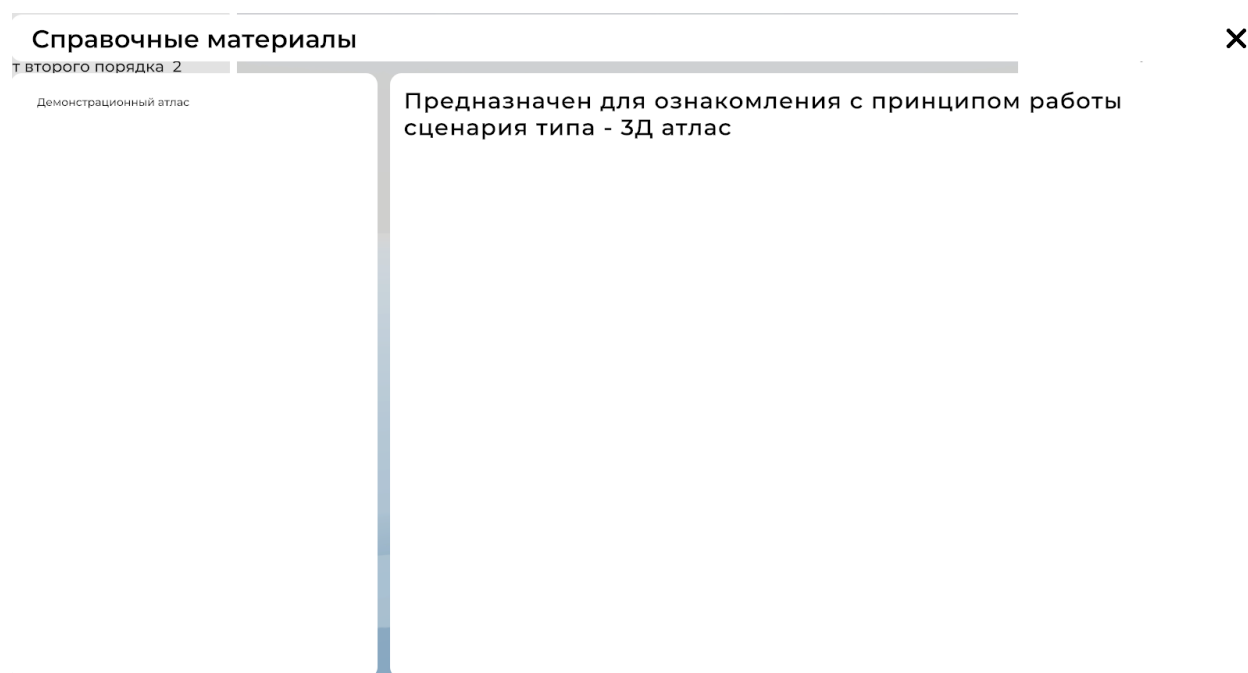 Справочные материалы
т второго порядка 2
Демонстрационный атлас
Предназначен для ознакомления с принципом работы
сценария типа - 3Д атлас